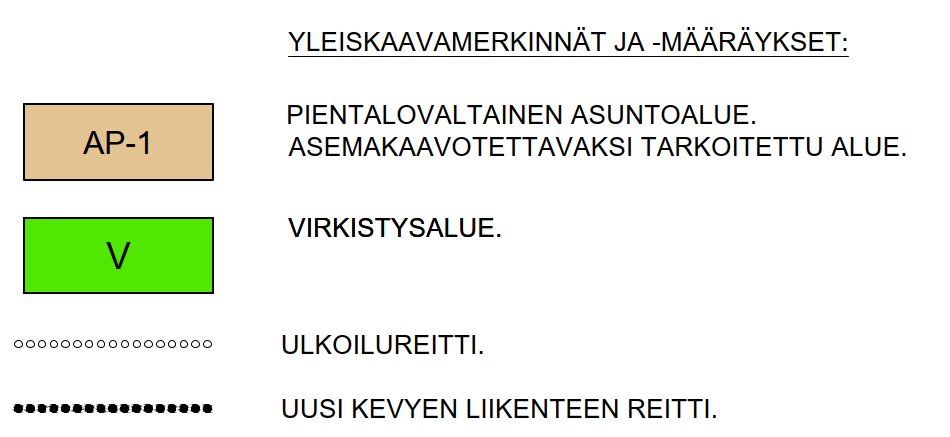 YLEISKAAVAMERKINNÄT JA -MÄÄRÄYKSET:
AP-1
PIENTALOVALTAINEN ASUNTOALUE.
ASEMAKAAVOTETTAVAKSI TARKOITETTU ALUE.
V
VIRKISTYSALUE.
ULKOILUREITTI.
UUSI KEVYEN LIIKENTEEN REITTI.